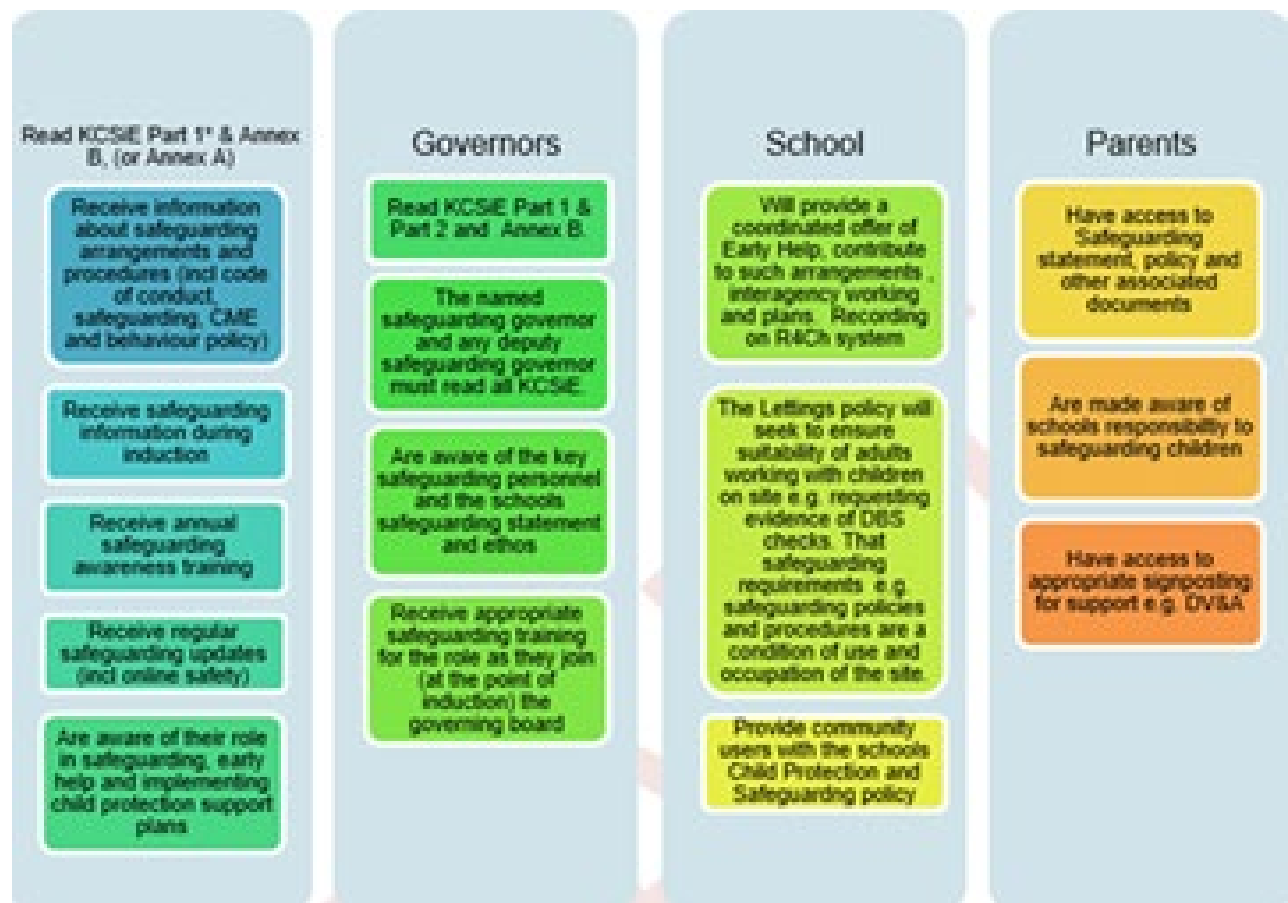 Read KCSiE Part 1* & Annex
B, (or Annex A)
Receive information
about safeguarding
arrangements and
procedures (incl code
of conduct,
safeguarding, CME
and behaviour policy)
Receive safeguarding
information during
induction
Receive annual
safeguarding
awareness training
Receive regular
safeguarding updates
(incl online safety)
Are aware of their role
in safeguarding, early
help and implementing
child protection support
plans
Governors
Read KCSiE Part 1 &
Part 2 and Annex B.
The named
safeguarding governor
and any deputy
safeguarding governor
must read all KCSiE.
Are aware of the key
safeguarding personnel
and the schools
safeguarding statement
and ethos
Receive appropriate
safeguarding training
for the role as they join
(at the point of
induction) the
governing board
School
Will provide a
coordinated offer of
Early Help, contribute
to such arrangements ,
interagency working
and plans. Recording
on R4Ch system
The Lettings policy will
seek to ensure
suitability of adults
working with children
on site e.g. requesting
evidence of DBS
checks. That
safeguarding
requirements e.g.
safeguarding policies
and procedures are a
condition of use and
occupation of the site.
Provide community
users with the schools
Child Protection and
Safeguardng policy
Parents
Have access to
Safeguarding
statement, policy and
other associated
documents
Are made aware of
schools responsibiltiy to
safeguarding children
Have access to
appropriate signposting
for support e.g. DV&A